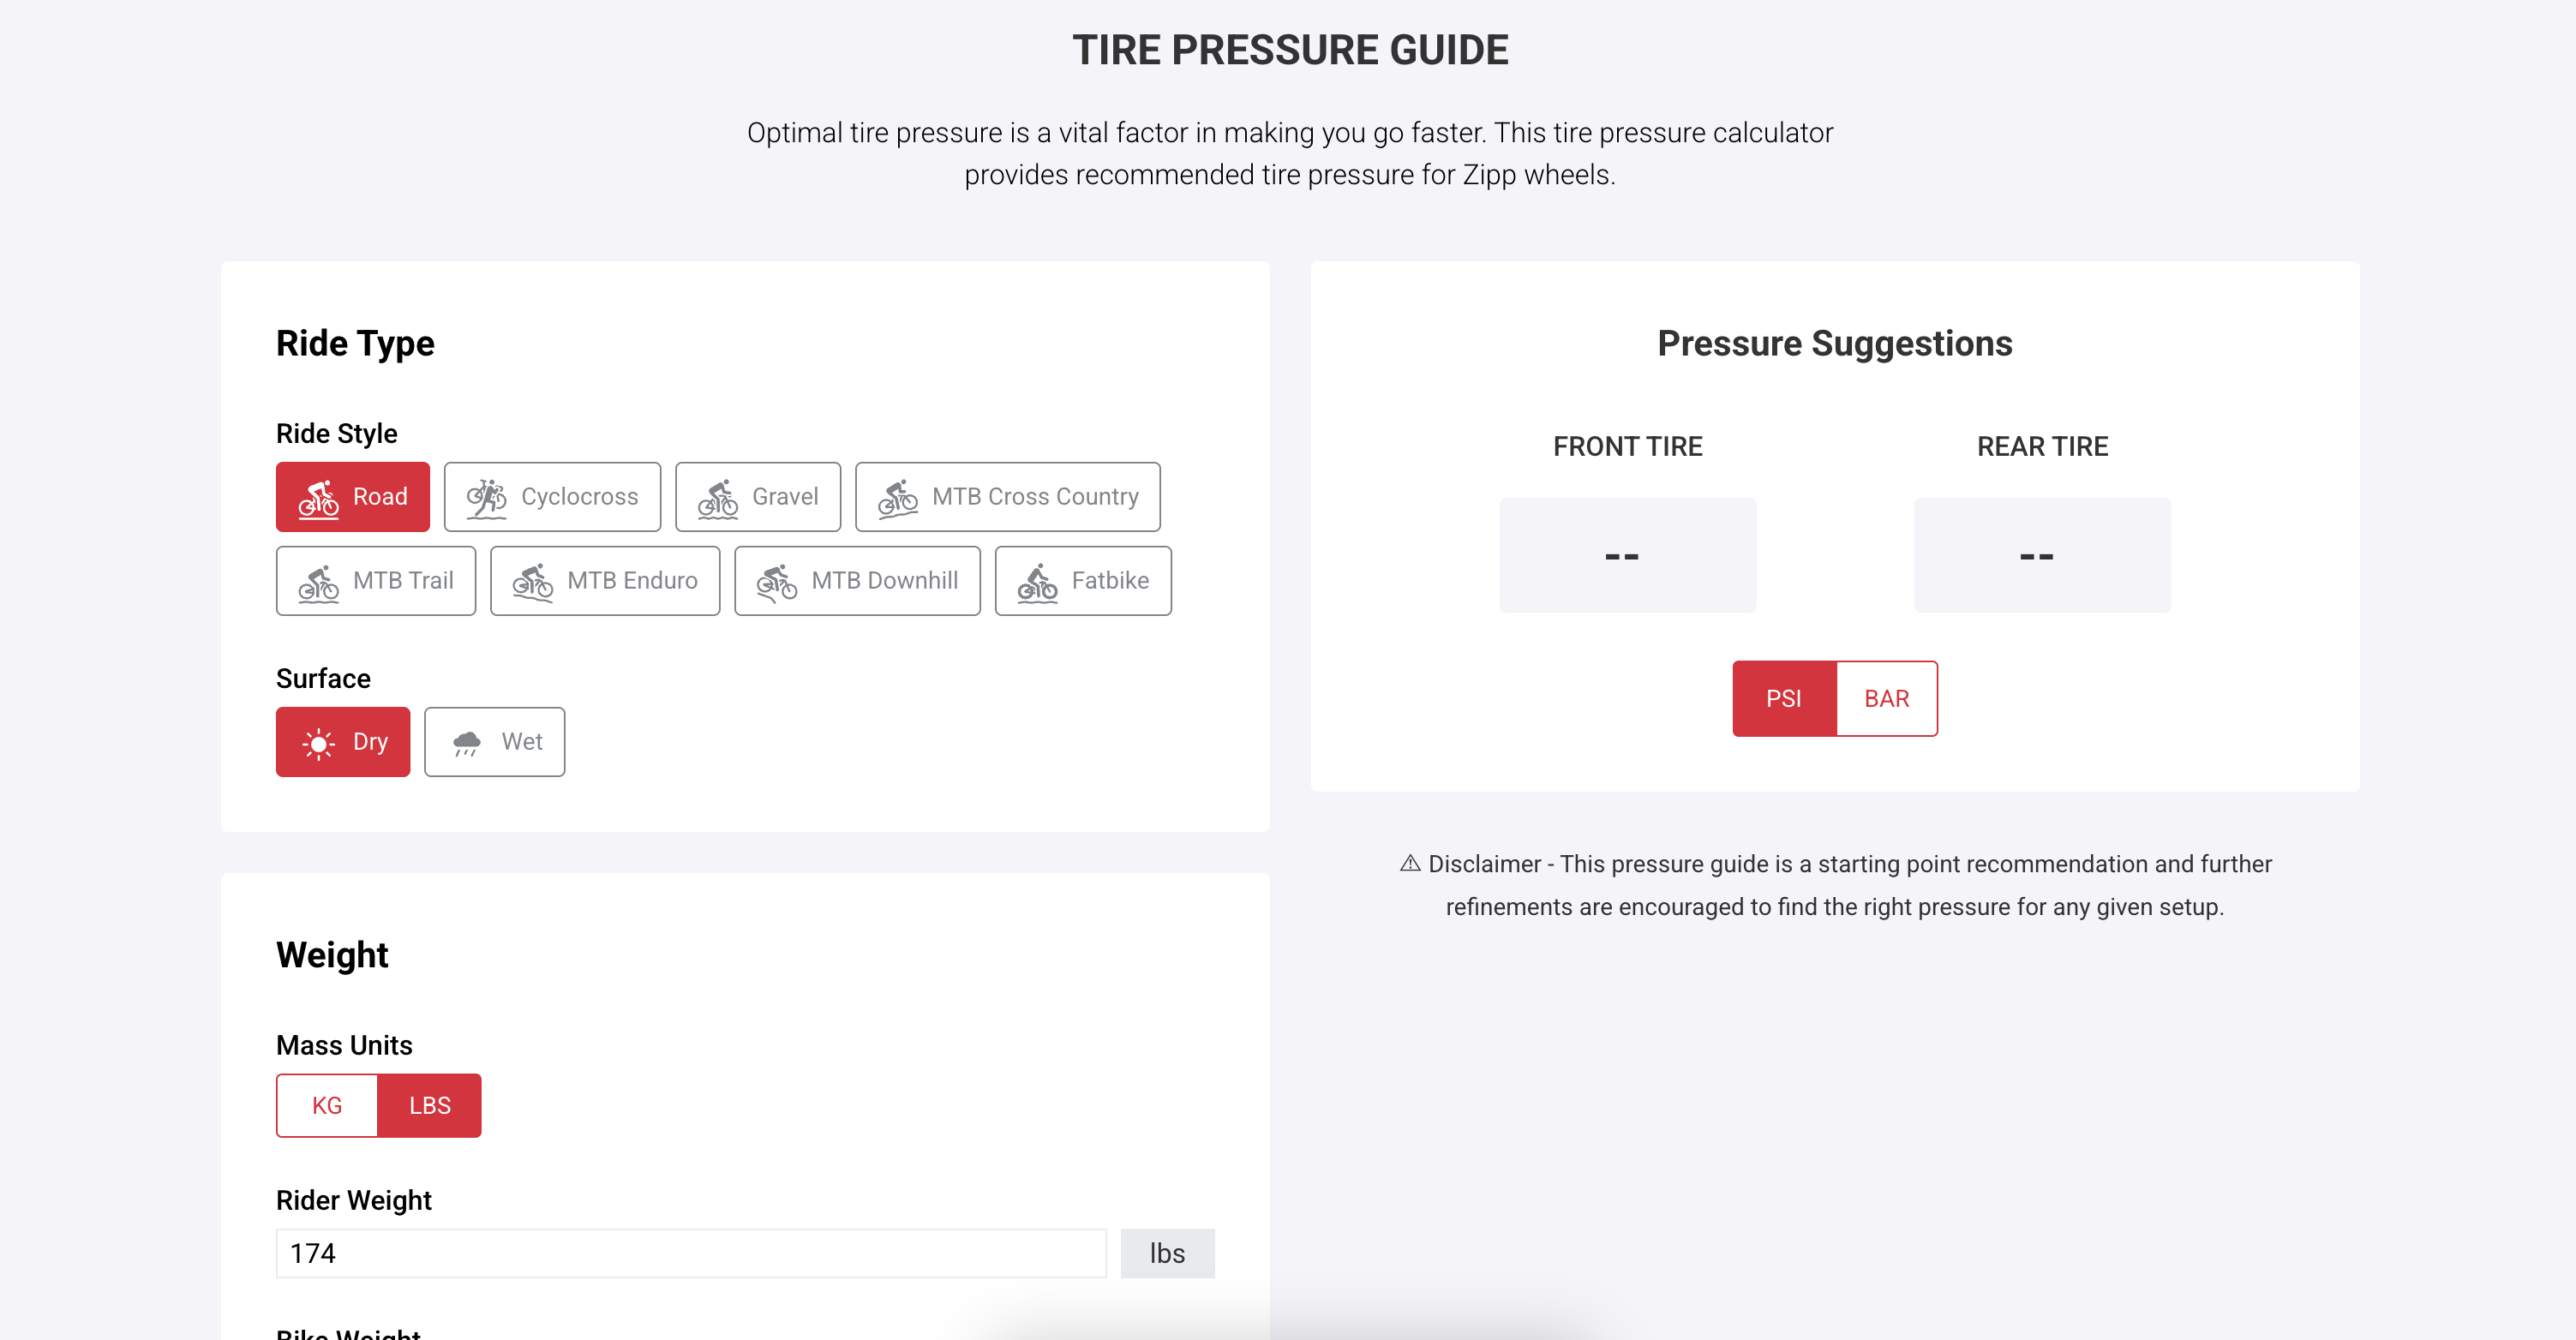 TIRE PRESSURE GUIDE
Optimal tire pressure is a vital factor in making you go faster. This tire pressure calculator
provides recommended tire pressure for Zipp wheels.
Ride Type
Ride Style
Road
Cyclocross
Gravel
MTB Cross Country
MTB Trail
MTB Enduro
MTB Downhill
Fatbike
Surface
Dry
Wet
Weight
Mass Units
KG
LBS
Rider Weight
174
lbs
Bike Weight
Pressure Suggestions
FRONT TIRE
REAR TIRE
--
--
PSI
BAR
⚠ Disclaimer - This pressure guide is a starting point recommendation and further
refinements are encouraged to find the right pressure for any given setup.